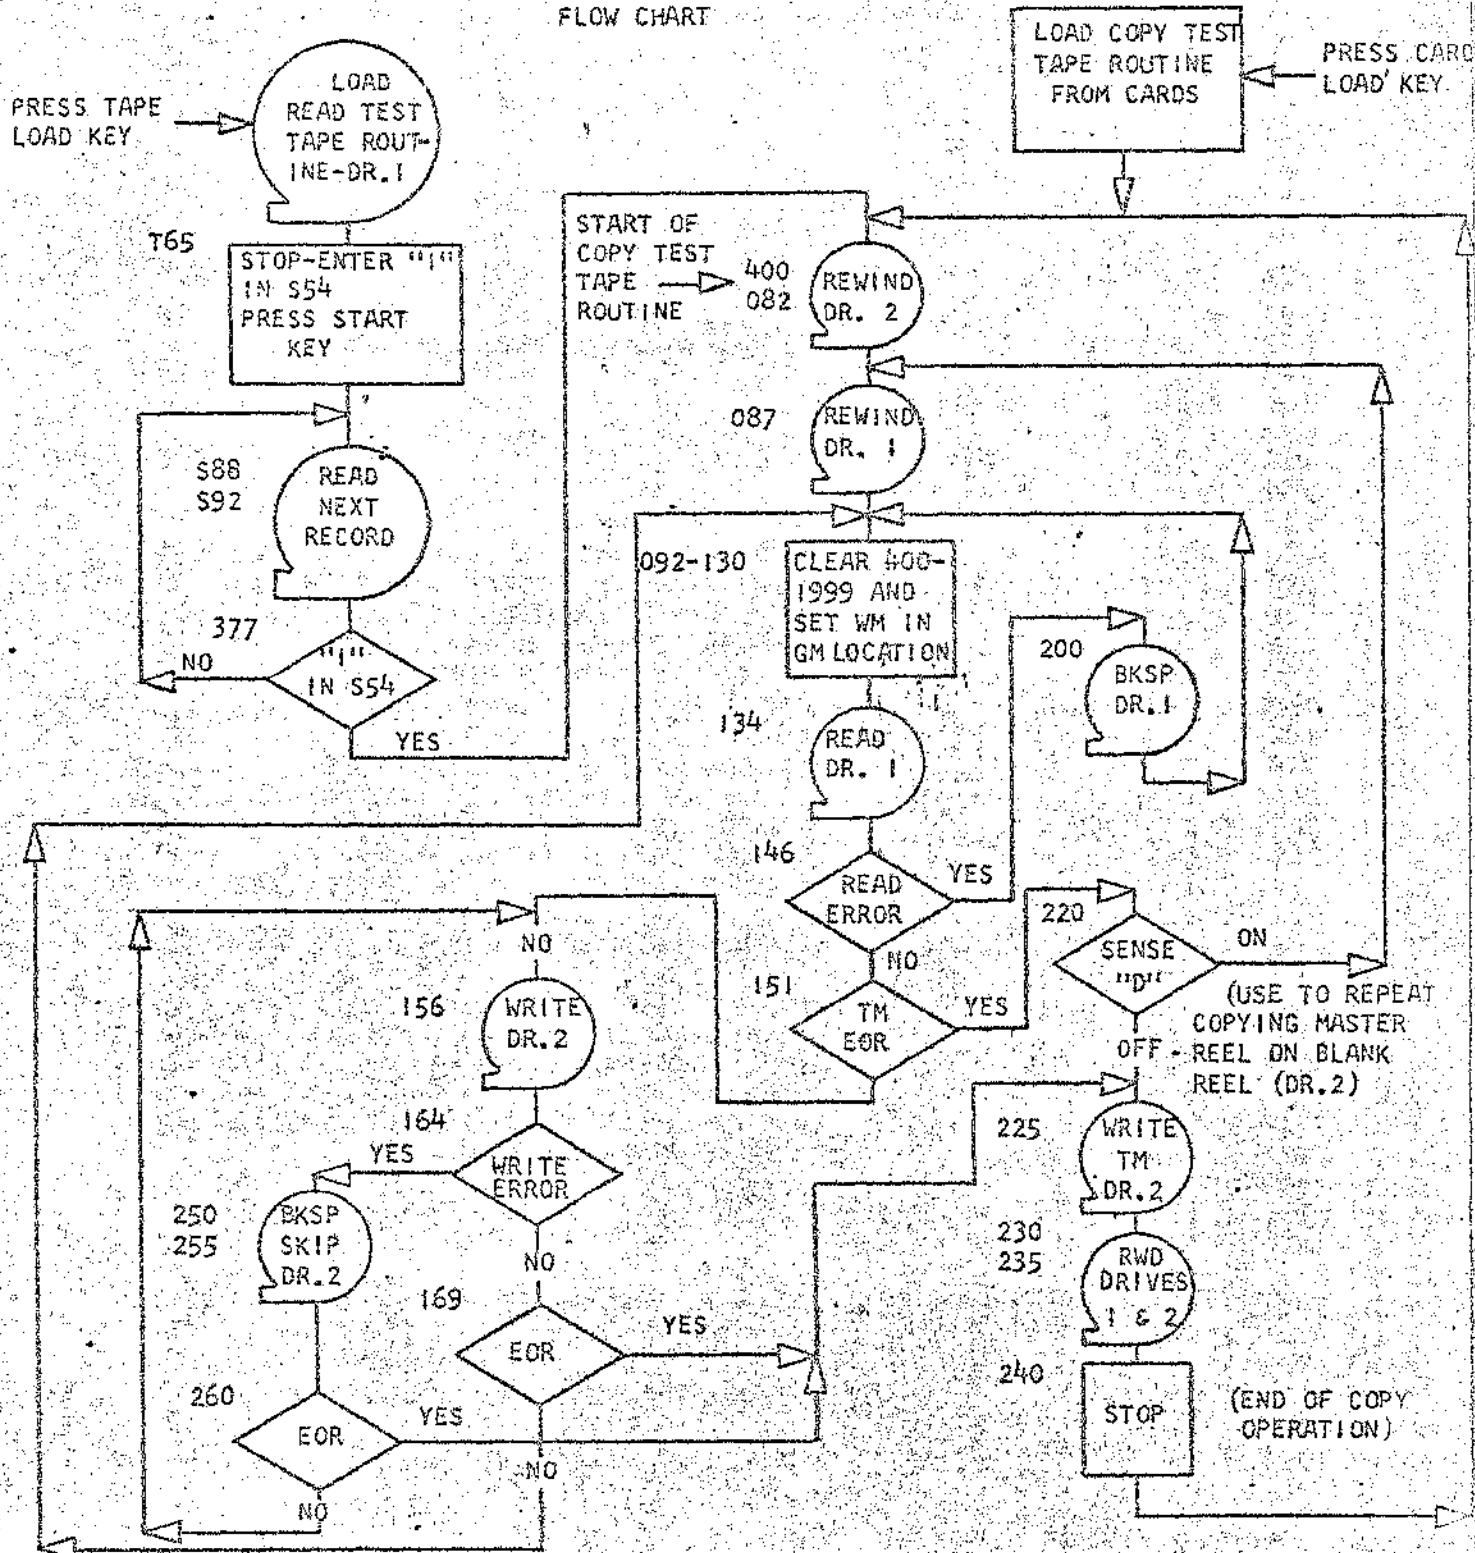 FLOW CHART
PRESS TAPE
LOAD KEY
LOAD
READ TEST
TAPE ROUT-
INE-DR.1
T65
STOP-ENTER "1"
IN S54
PRESS START
KEY
S88
S92
READ
NEXT
RECORD
377
"1"
IN S54
NO
YES
LOAD COPY TEST
TAPE ROUTINE
FROM CARDS
PRESS CARD
LOAD KEY
START OF
COPY TEST
TAPE
ROUTINE
400
082
REWIND
DR. 2
087
REWIND
DR. 1
092-130
CLEAR 400-
1999 AND
SET WM IN
GM LOCATION
134
READ
DR. 1
200
BKSP
DR.1
146
READ
ERROR
YES
NO
151
TM
EOR
YES
220
SENSE
"D"
ON
(USE TO REPEAT
COPYING MASTER
REEL ON BLANK
REEL (DR.2)
OFF
NO
156
WRITE
DR.2
164
WRITE
ERROR
YES
NO
250
255
BKSP
SKIP
DR.2
169
EOR
YES
NO
260
EOR
YES
NO
225
WRITE
TM
DR.2
230
235
RWD
DRIVES
1 & 2
240
STOP
(END OF COPY
OPERATION)